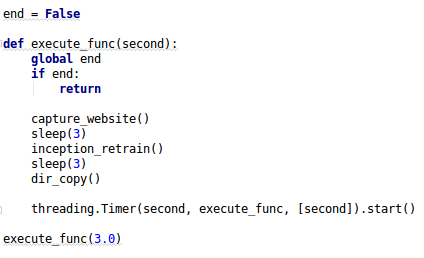 end = False
def execute_func(second):
    global end
    if end:
        return
    capture_website()
    sleep(3)
    inception_retrain()
    sleep(3)
    dir_copy()
    threading.Timer(second, execute_func, [second]).start()
execute_func(3.0)